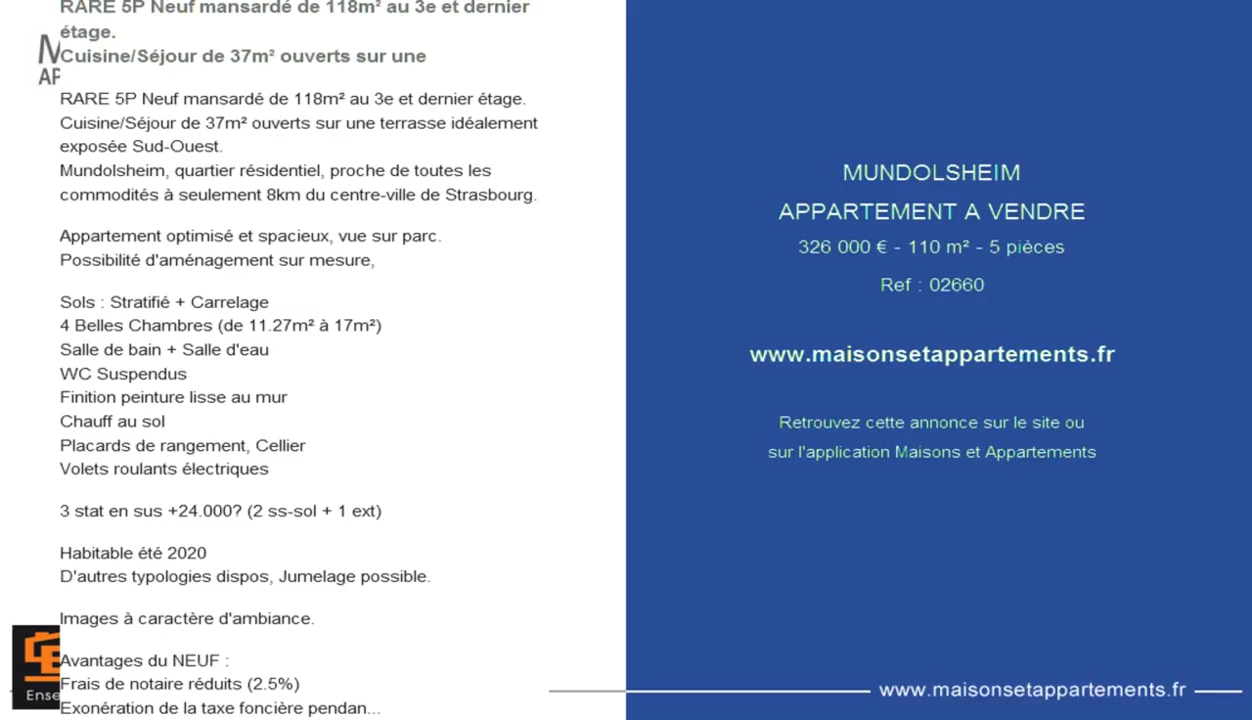 RARE 5P Neuf mansardé de 118m² au 3e et dernier
étage.
Cuisine/Séjour de 37m² ouverts sur une
AP
RARE 5P Neuf mansardé de 118m² au 3e et dernier étage.
Cuisine/Séjour de 37m² ouverts sur une terrasse idéalement
exposée Sud-Ouest.
Mundolsheim, quartier résidentiel, proche de toutes les
commodités à seulement 8km du centre-ville de Strasbourg.
Appartement optimisé et spacieux, vue sur parc.
Possibilité d'aménagement sur mesure,
Sols : Stratifié + Carrelage
4 Belles Chambres (de 11.27m² à 17m²)
Salle de bain + Salle d'eau
WC Suspendus
Finition peinture lisse au mur
Chauff au sol
Placards de rangement, Cellier
Volets roulants électriques
3 stat en sus +24.000? (2 ss-sol + 1 ext)
Habitable été 2020
D'autres typologies dispos, Jumelage possible.
Images à caractère d'ambiance.
Avantages du NEUF :
Frais de notaire réduits (2.5%)
Exonération de la taxe foncière pendan...
Ense
MUNDOLSHEIM
APPARTEMENT A VENDRE
326 000 € - 110 m² - 5 pièces
Ref : 02660
www.maisonsetappartements.fr
Retrouvez cette annonce sur le site ou
sur l'application Maisons et Appartements
www.maisonsetappartements.fr